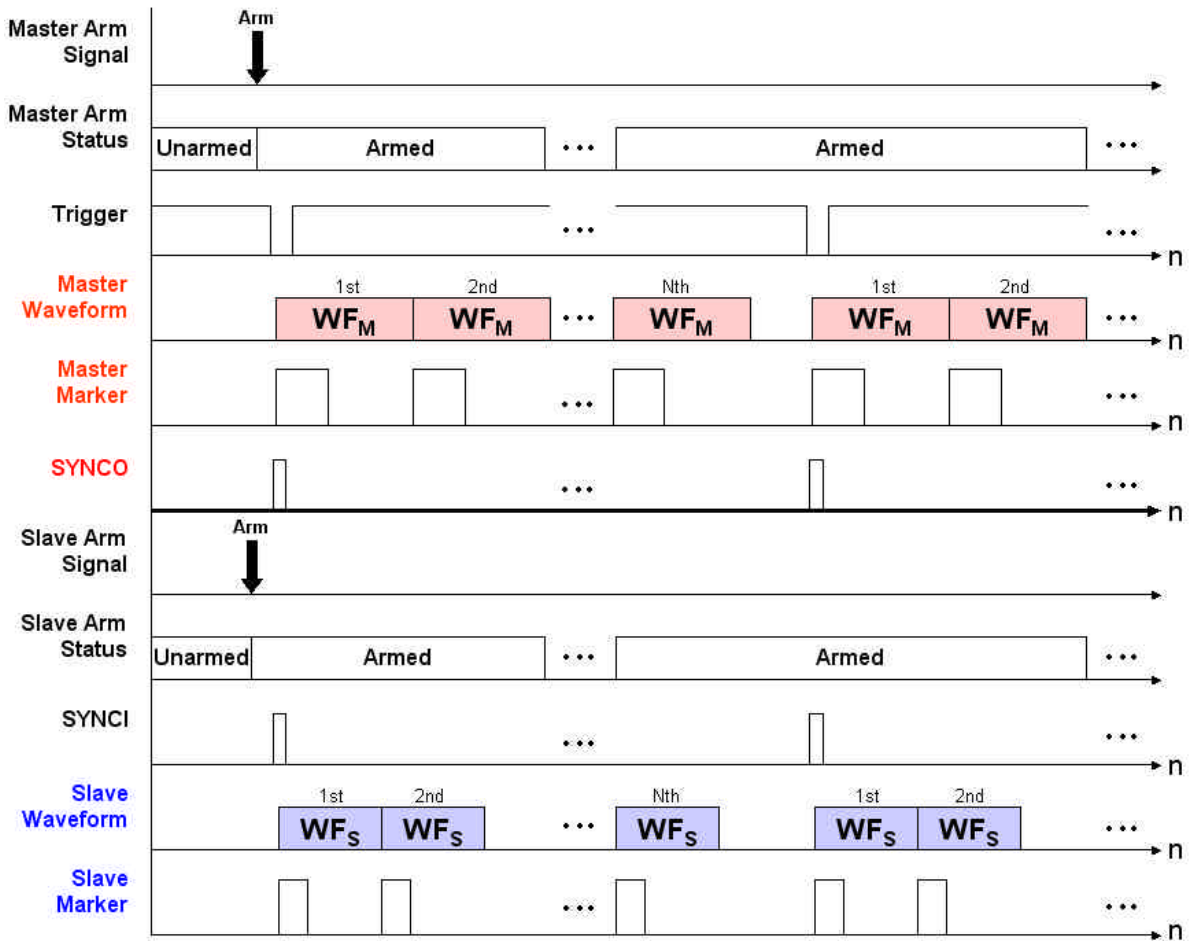 Arm
Master Arm
Signal
Master Arm
Status
Unarmed Armed ... Armed ...
Trigger
... ...
n
Master
Waveform
1st 2nd Nth 1st 2nd
WFM WFM ... WFM WFM WFM ...
n
Master
Marker
... ...
n
SYNCO
... ...
n
Arm
Slave Arm
Signal
Slave Arm
Status
Unarmed Armed ... Armed ...
SYNCI
... ...
n
Slave
Waveform
1st 2nd Nth 1st 2nd
WFS WFS ... WFS WFS WFS ...
n
Slave
Marker
... ...
n